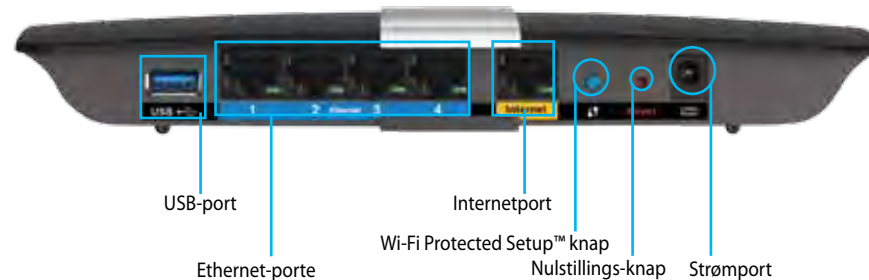 USB
1 2 Ethernet 3 4
Internet
Reset
USB-port
Internetport
Wi-Fi Protected Setup™ knap
Ethernet-porte
Nulstillings-knap
Strømport